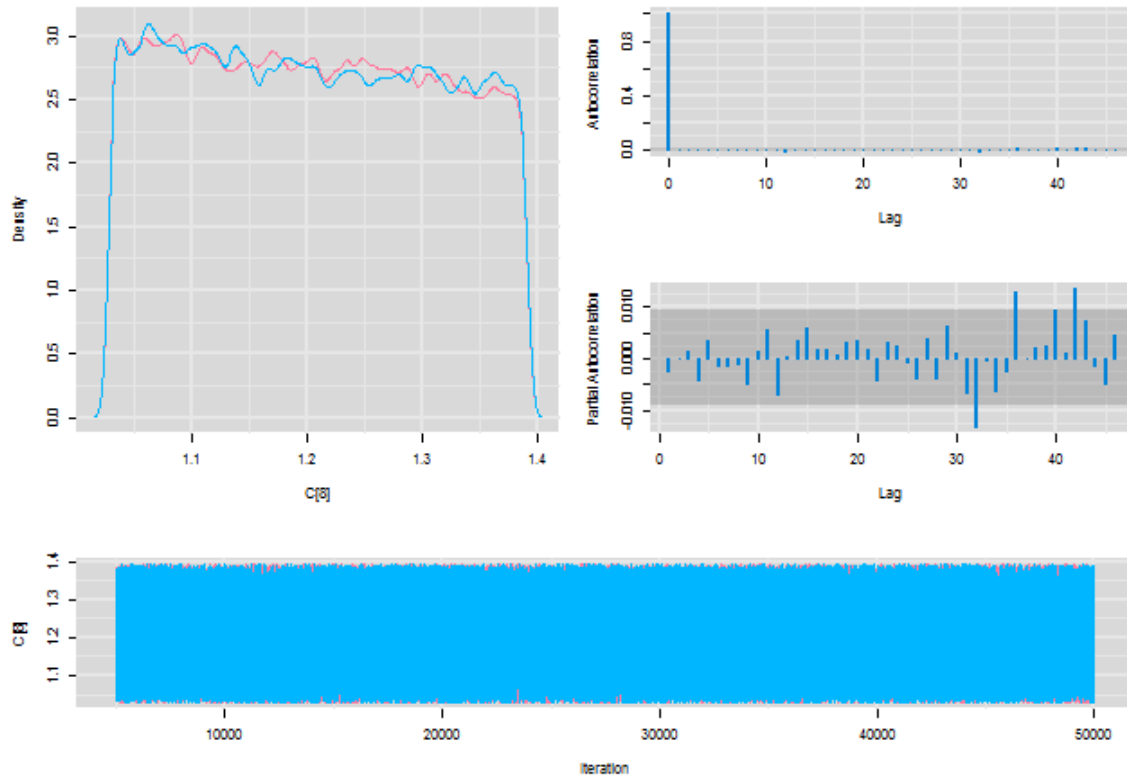 Density
0.0 0.5 1.0 1.5 2.0 2.5 3.0
1.1 1.2 1.3 1.4
C[8]
Autocorrelation
0.0 0.4 0.8
0 10 20 30 40
Lag
Partial Autocorrelation
-0.010 0.000 0.010
0 10 20 30 40
Lag
C[8]
1.1 1.2 1.3 1.4
10000 20000 30000 40000 50000
Iteration